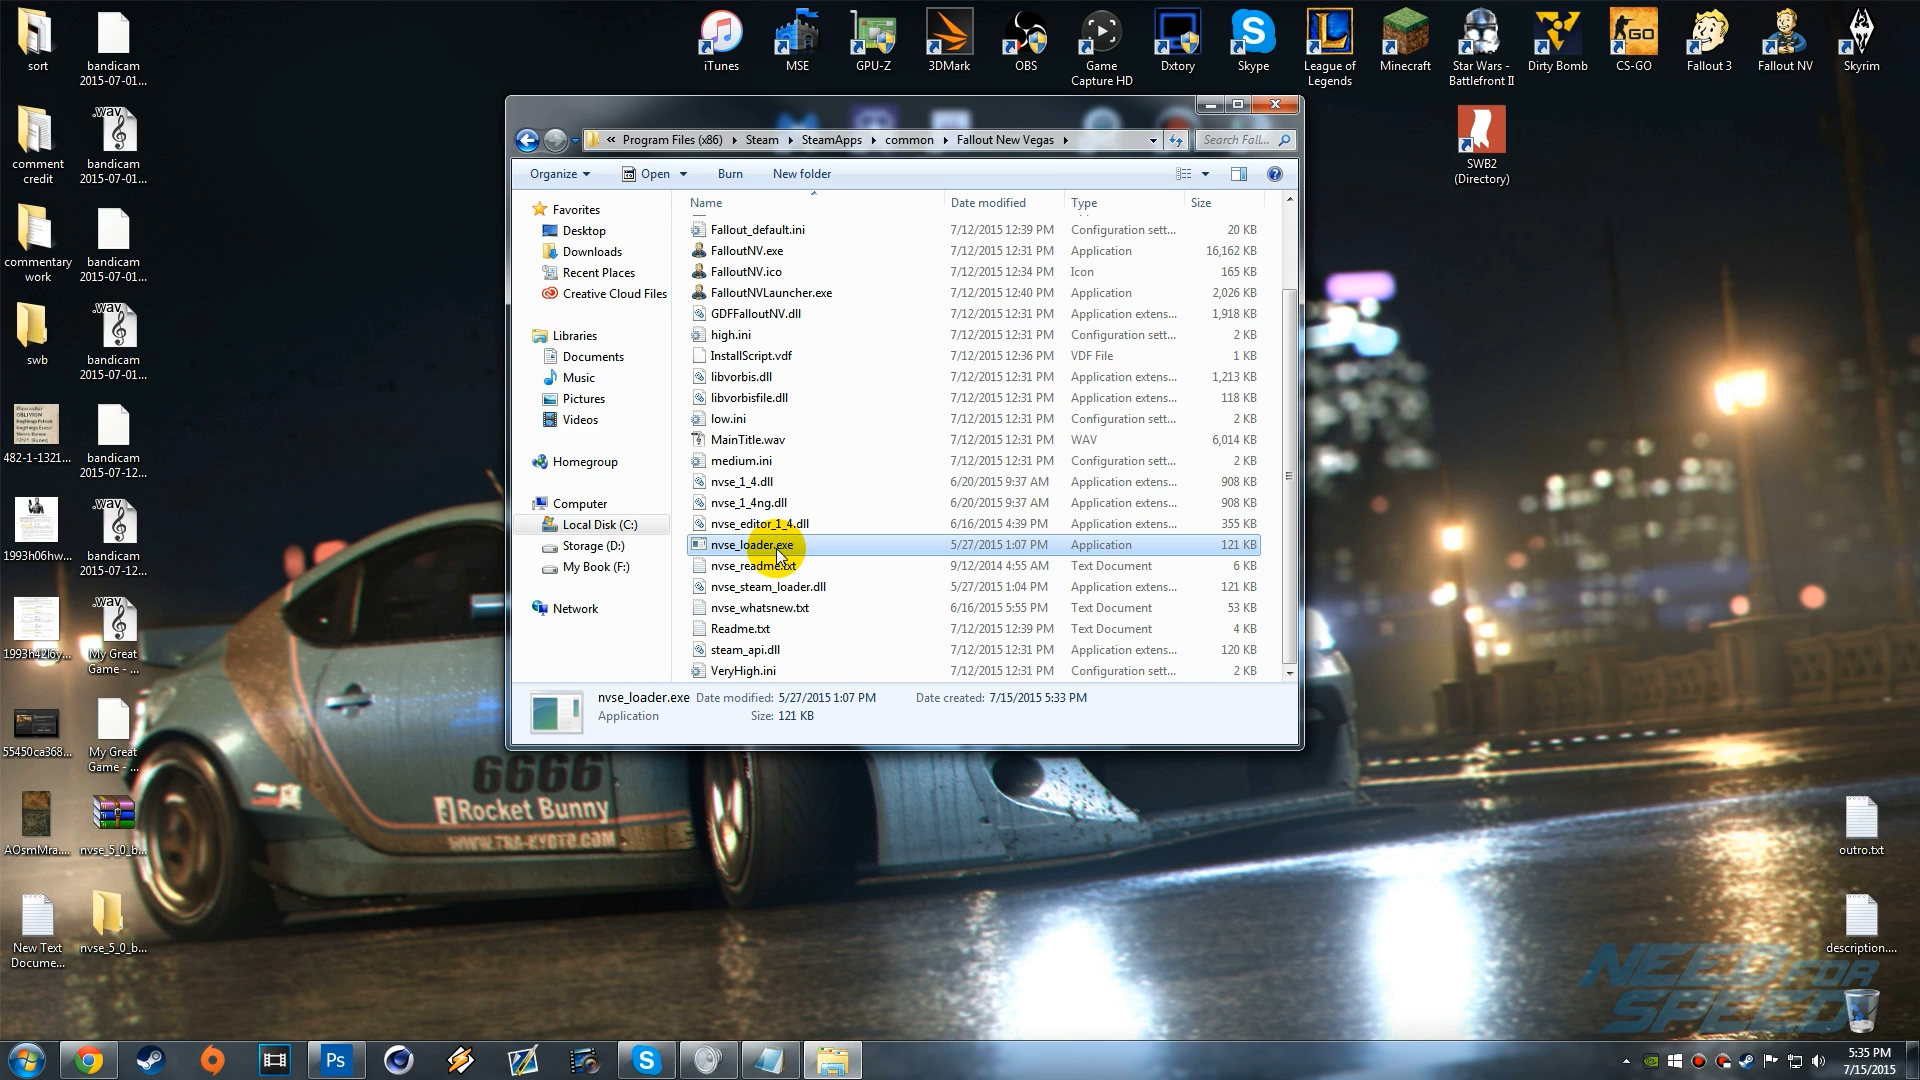 sort
bandicam
2015-07-01...
comment
credit
.wav
bandicam
2015-07-01...
commentary
work
bandicam
2015-07-01...
swb
.wav
bandicam
2015-07-01...
482-1-1321...
bandicam
2015-07-12...
1993h06hw...
.wav
bandicam
2015-07-12...
1993h42l6y...
.wav
My Great
Game - ...
55450ca368...
My Great
Game - ...
AOsmMra....
nvse_5_0_b...
New Text
Docume...
nvse_5_0_b...
iTunes
MSE
GPU-Z
3DMark
OBS
Game
Capture HD
Dxtory
Skype
League of
Legends
Minecraft
Star Wars -
Battlefront II
Dirty Bomb
GO
CS-GO
Fallout 3
Fallout NV
Skyrim
SWB2
(Directory)
« Program Files (x86) Steam SteamApps common Fallout New Vegas
Search Fall...
Organize Open Burn New folder
Favorites
Desktop
Downloads
Recent Places
Creative Cloud Files
Libraries
Documents
Music
Pictures
Videos
Homegroup
Computer
Local Disk (C:)
Storage (D:)
My Book (F:)
Network
Name Date modified Type Size
Fallout_default.ini 7/12/2015 12:39 PM Configuration sett... 20 KB
FalloutNV.exe 7/12/2015 12:31 PM Application 16,162 KB
FalloutNV.ico 7/12/2015 12:34 PM Icon 165 KB
FalloutNVLauncher.exe 7/12/2015 12:40 PM Application 2,026 KB
GDFFalloutNV.dll 7/12/2015 12:31 PM Application extens... 1,918 KB
high.ini 7/12/2015 12:31 PM Configuration sett... 2 KB
InstallScript.vdf 7/12/2015 12:36 PM VDF File 1 KB
libvorbis.dll 7/12/2015 12:31 PM Application extens... 1,213 KB
libvorbisfile.dll 7/12/2015 12:31 PM Application extens... 118 KB
low.ini 7/12/2015 12:31 PM Configuration sett... 2 KB
MainTitle.wav 7/12/2015 12:31 PM WAV 6,014 KB
medium.ini 7/12/2015 12:31 PM Configuration sett... 2 KB
nvse_1_4.dll 6/20/2015 9:37 AM Application extens... 908 KB
nvse_1_4ng.dll 6/20/2015 9:37 AM Application extens... 908 KB
nvse_editor_1_4.dll 6/16/2015 4:39 PM Application extens... 355 KB
nvse_loader.exe 5/27/2015 1:07 PM Application 121 KB
nvse_readme.txt 9/12/2014 4:55 AM Text Document 6 KB
nvse_steam_loader.dll 5/27/2015 1:04 PM Application extens... 121 KB
nvse_whatsnew.txt 6/16/2015 5:55 PM Text Document 53 KB
Readme.txt 7/12/2015 12:39 PM Text Document 4 KB
steam_api.dll 7/12/2015 12:31 PM Application extens... 120 KB
VeryHigh.ini 7/12/2015 12:31 PM Configuration sett... 2 KB
nvse_loader.exe Date modified: 5/27/2015 1:07 PM Date created: 7/15/2015 5:33 PM
Application Size: 121 KB
6666
Rocket Bunny
WWW.TRA-KYOTO.COM
outro.txt
description....
NEED FOR
SPEED
Ps
5:35 PM
7/15/2015